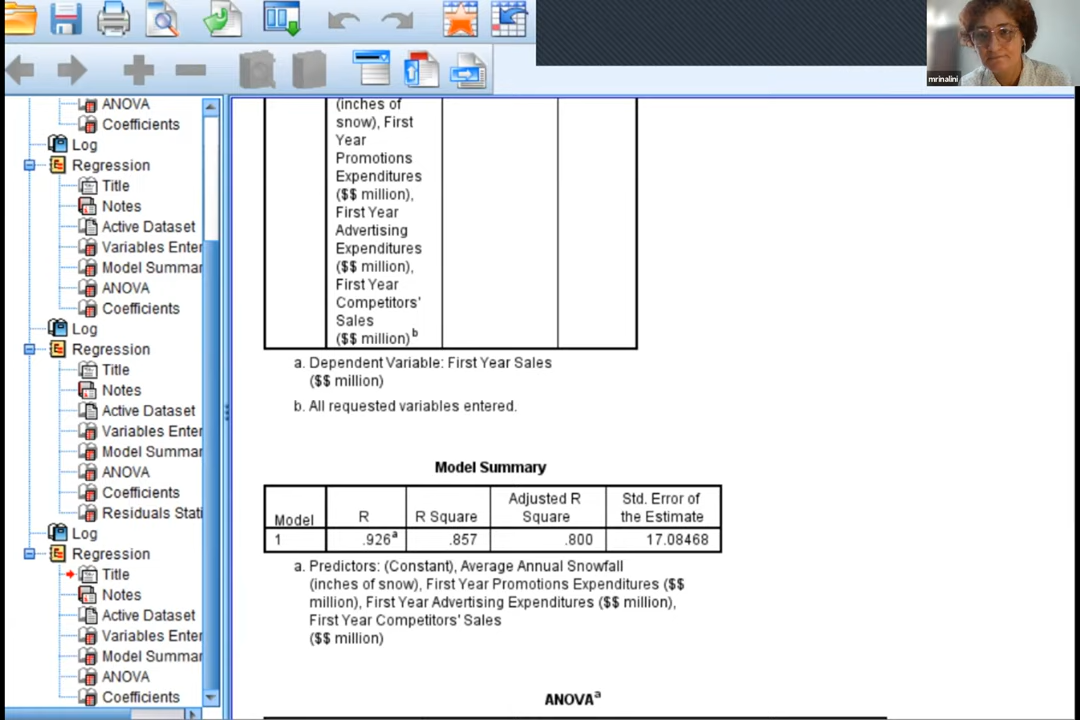 mrinalini
ANOVA
Coefficients
Log
Regression
Title
Notes
Active Dataset
Variables Enter
Model Summar
ANOVA
Coefficients
Log
Regression
Title
Notes
Active Dataset
Variables Enter
Model Summar
ANOVA
Coefficients
Residuals Stati
Log
Regression
Title
Notes
Active Dataset
Variables Enter
Model Summar
ANOVA
Coefficients
(inches of
snow), First
Year
Promotions
Expenditures
($$ million),
First Year
Advertising
Expenditures
($$ million),
First Year
Competitors'
Sales
($$ million)b
a. Dependent Variable: First Year Sales
($$ million)
b. All requested variables entered.
Model Summary
Model R R Square Adjusted R Square Std. Error of the Estimate
1 .926a .857 .800 17.08468
a. Predictors: (Constant), Average Annual Snowfall
(inches of snow), First Year Promotions Expenditures ($$
million), First Year Advertising Expenditures ($$ million),
First Year Competitors' Sales
($$ million)
ANOVAa